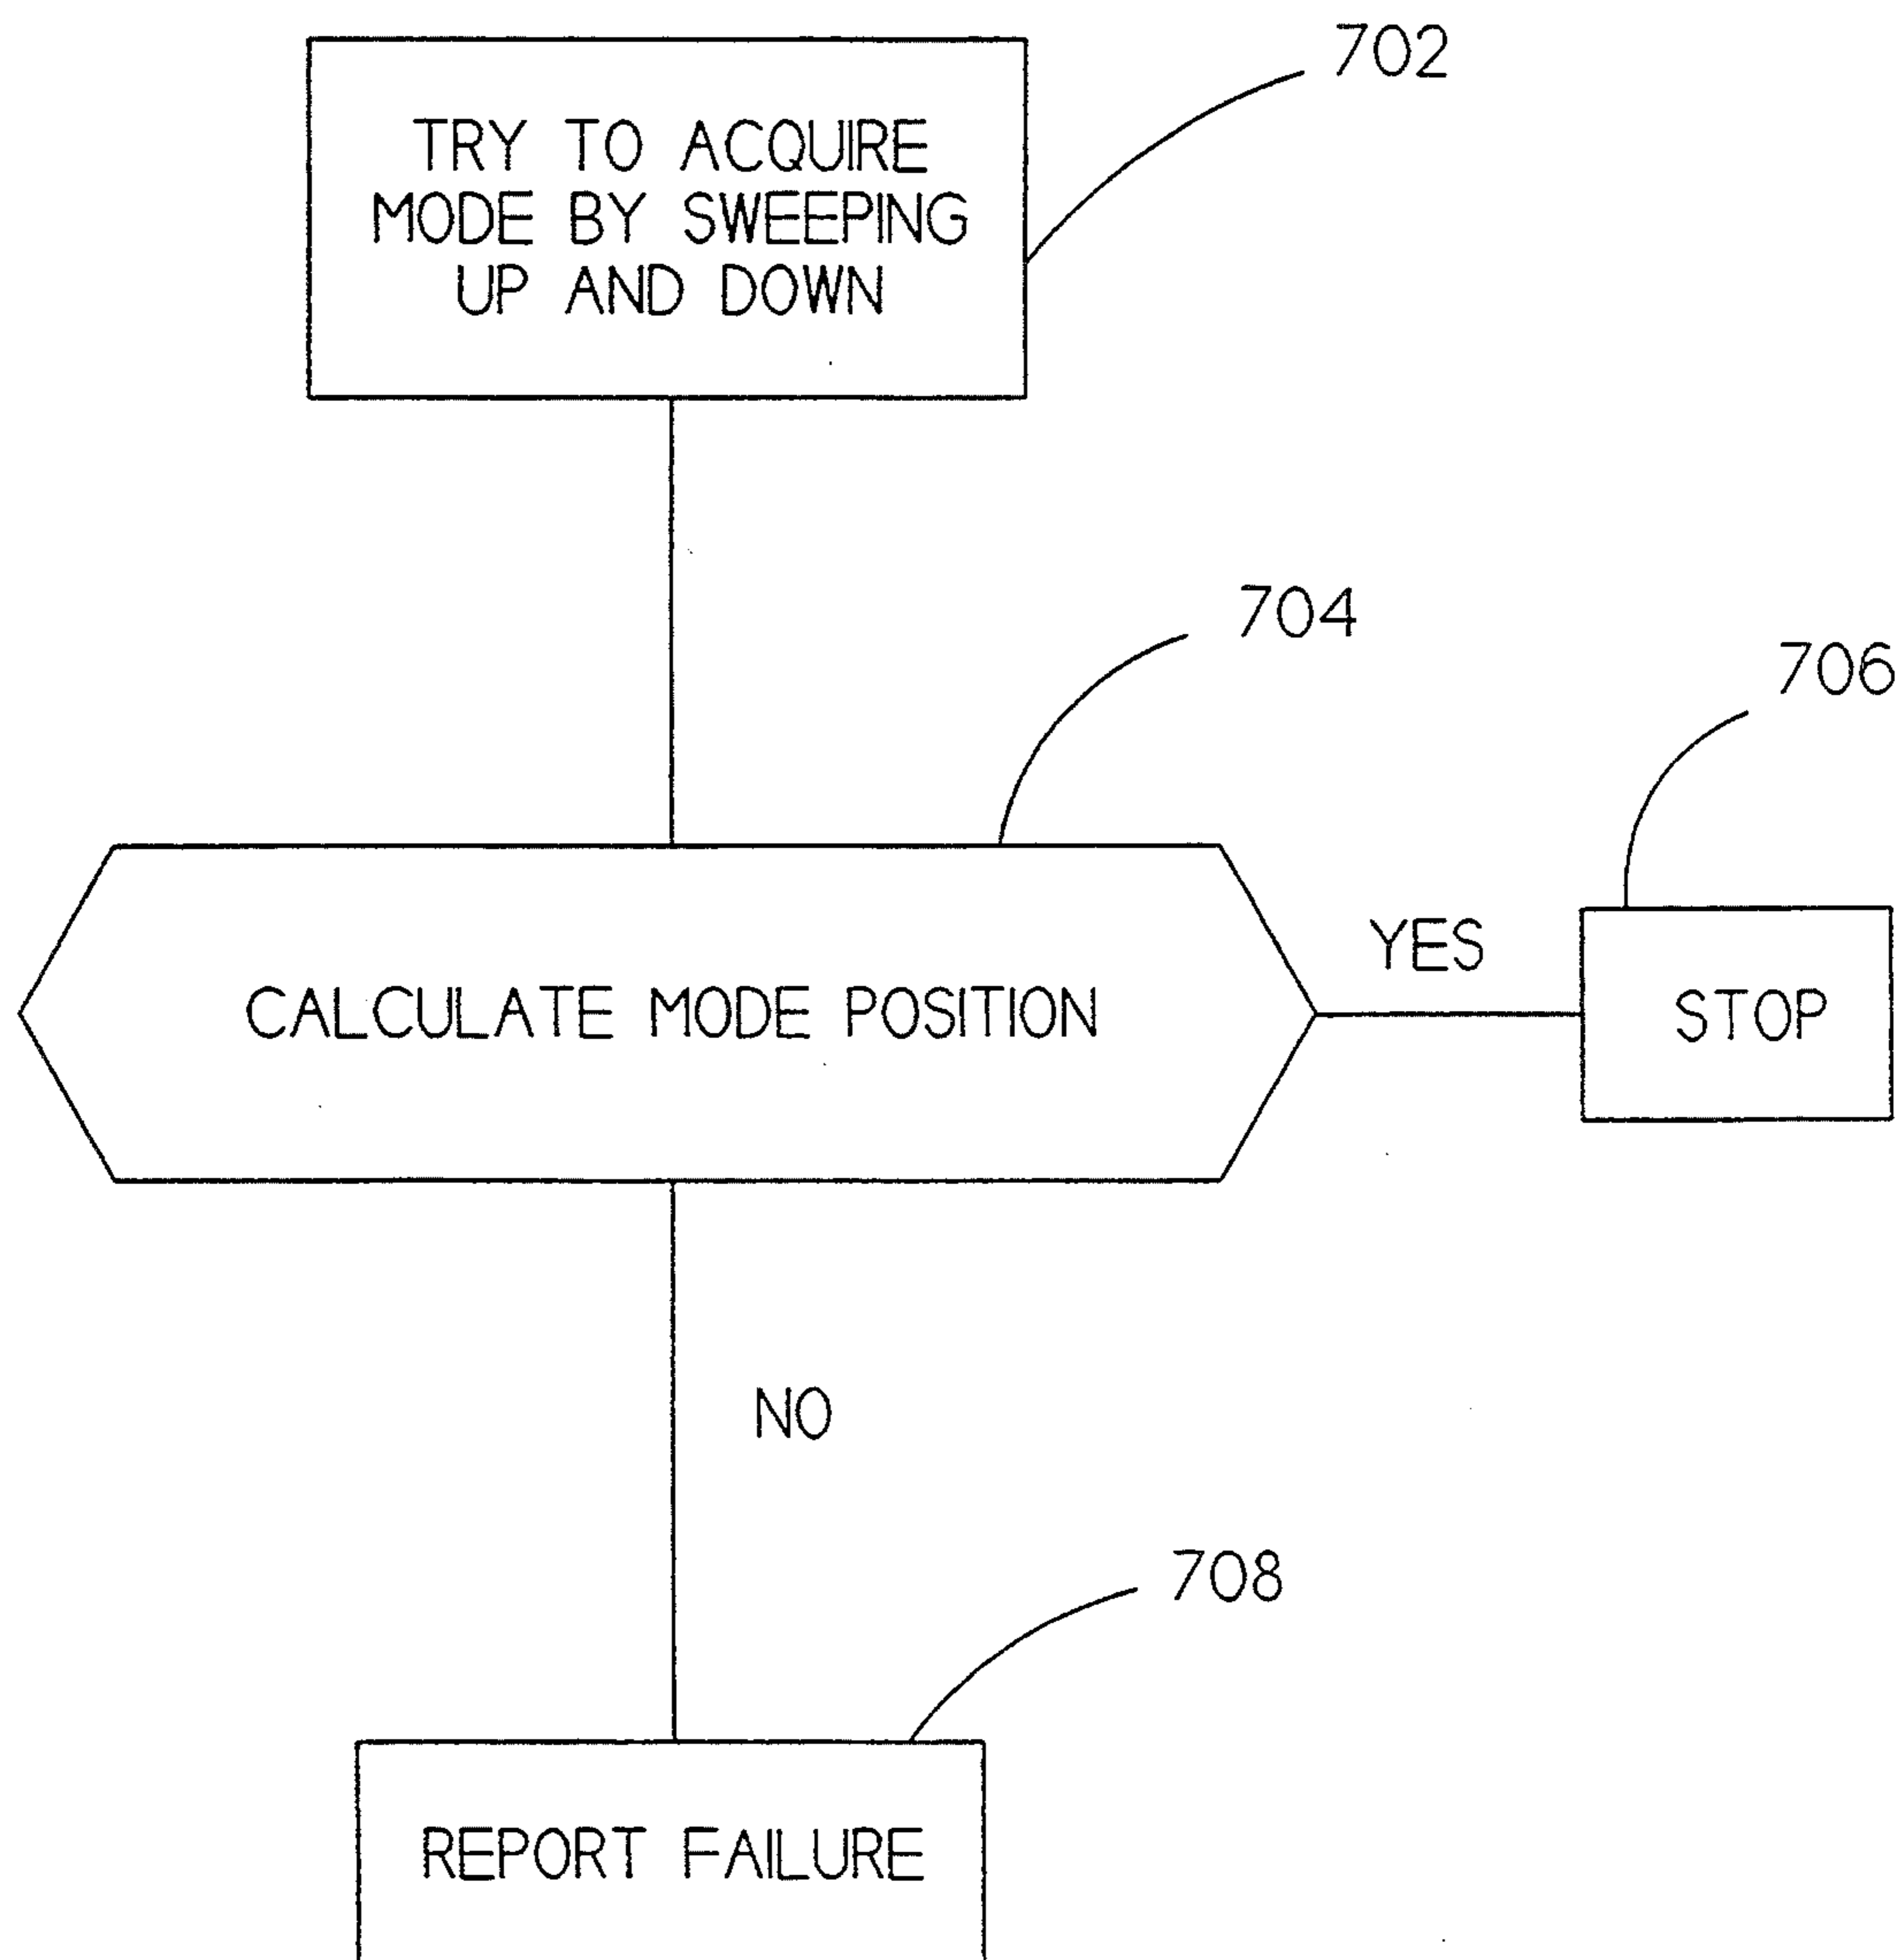 702
TRY TO ACQUIRE
MODE BY SWEEPING
UP AND DOWN
704
706
CALCULATE MODE POSITION
YES
STOP
NO
708
REPORT FAILURE